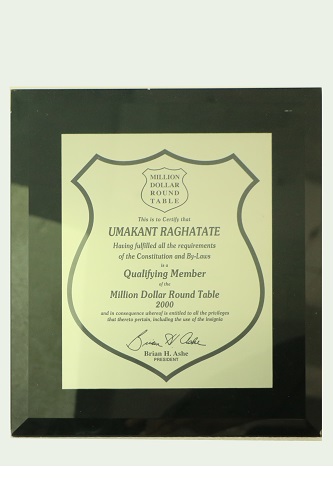 MILLION
DOLLAR
ROUND
TABLE
This is to Certify that
UMAKANT RAGHATATE
Having fulfilled all the requirements
of the Constitution and By-Laws
is a
Qualifying Member
of the
Million Dollar Round Table
2000
and in consequence whereof is entitled to all the privileges
that thereto pertain, including the use of the insignia
Brian H. Ashe
Brian H. Ashe
PRESIDENT